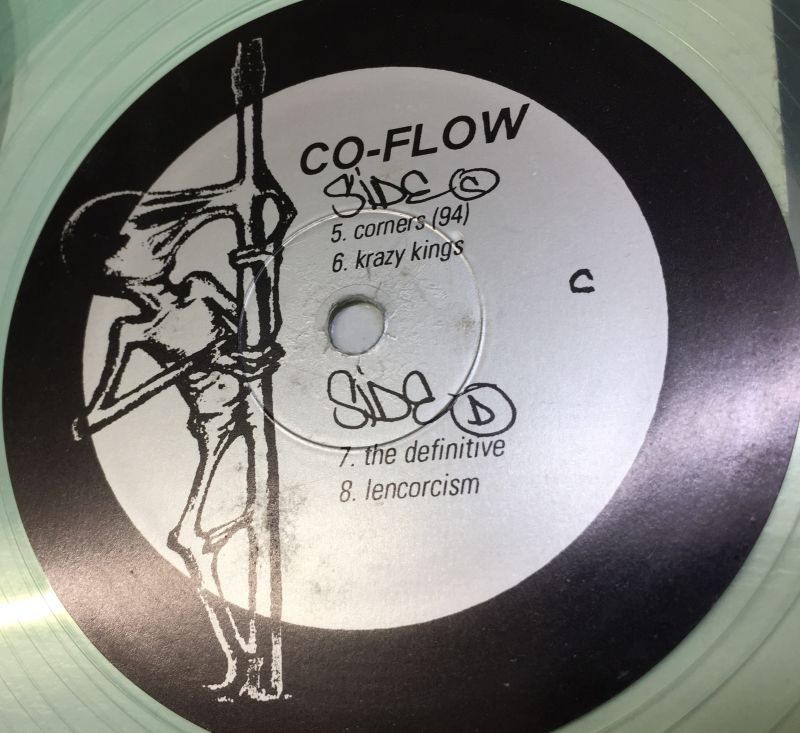 CO-FLOW
SIDE C
5. corners (94)
6. krazy kings
C
SIDE D
7. the definitive
8. lencorcism